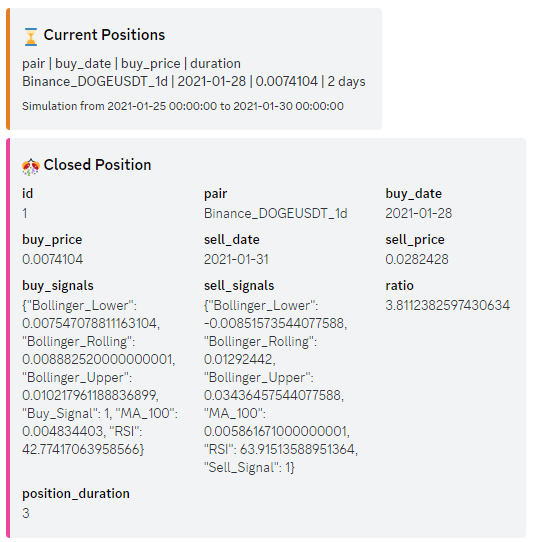 Current Positions
pair | buy_date | buy_price | duration
Binance_DOGEUSDT_1d | 2021-01-28 | 0.0074104 | 2 days
Simulation from 2021-01-25 00:00:00 to 2021-01-30 00:00:00
Closed Position
id pair buy_date
1 Binance_DOGEUSDT_1d 2021-01-28
buy_price sell_date sell_price
0.0074104 2021-01-31 0.0282428
buy_signals sell_signals ratio
{"Bollinger_Lower": {"Bollinger_Lower": 3.8112382597430634
0.007547078811163104, -0.00851573544077588,
"Bollinger_Rolling": "Bollinger_Rolling":
0.008882520000000001, 0.01292442,
"Bollinger_Upper": "Bollinger_Upper":
0.010217961188836899, 0.03436457544077588,
"Buy_Signal": 1, "MA_100": "MA_100":
0.004834403, "RSI": 0.005861671000000001,
42.77417063958566} "RSI": 63.91513588951364,
"Sell_Signal": 1}
position_duration
3